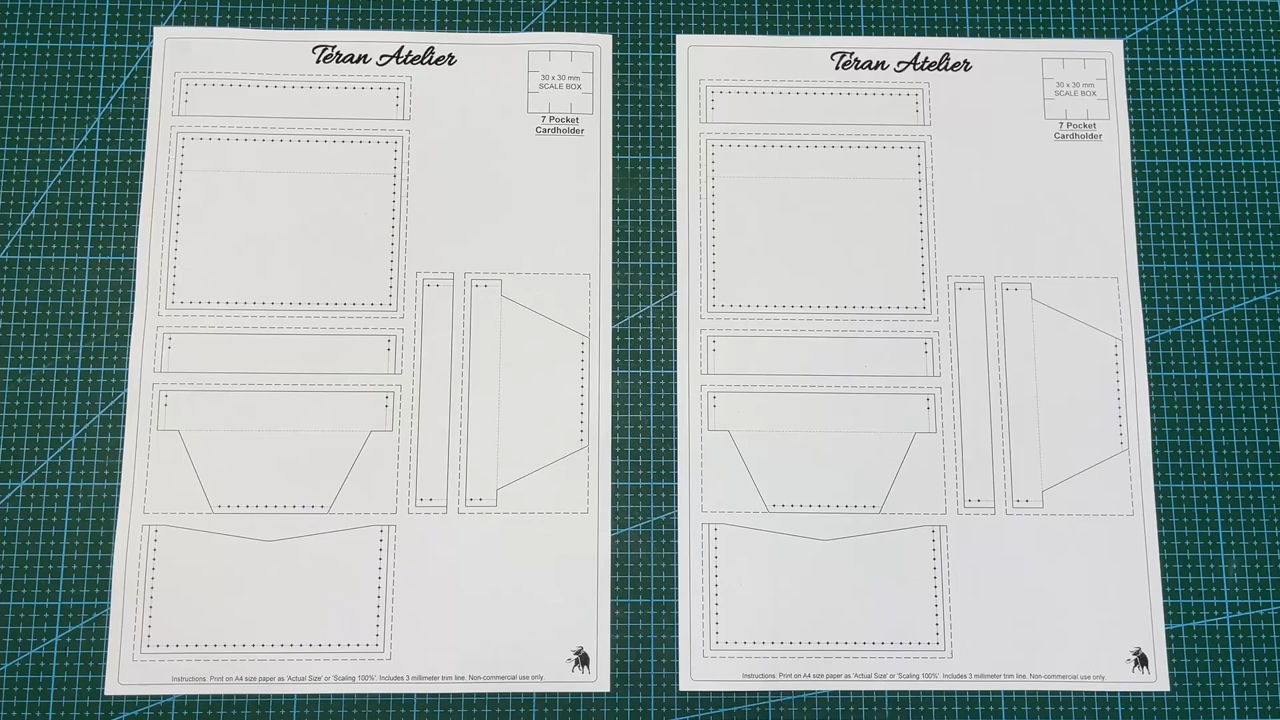 Téran Atelier
30 x 30 mm
SCALE BOX
7 Pocket
Cardholder
Instructions: Print on A4 size paper as 'Actual Size' or 'Scaling 100%'. Includes 3 millimeter trim line. Non-commercial use only.
Téran Atelier
30 x 30 mm
SCALE BOX
7 Pocket
Cardholder
Instructions: Print on A4 size paper as 'Actual Size' or 'Scaling 100%'. Includes 3 millimeter trim line. Non-commercial use only.